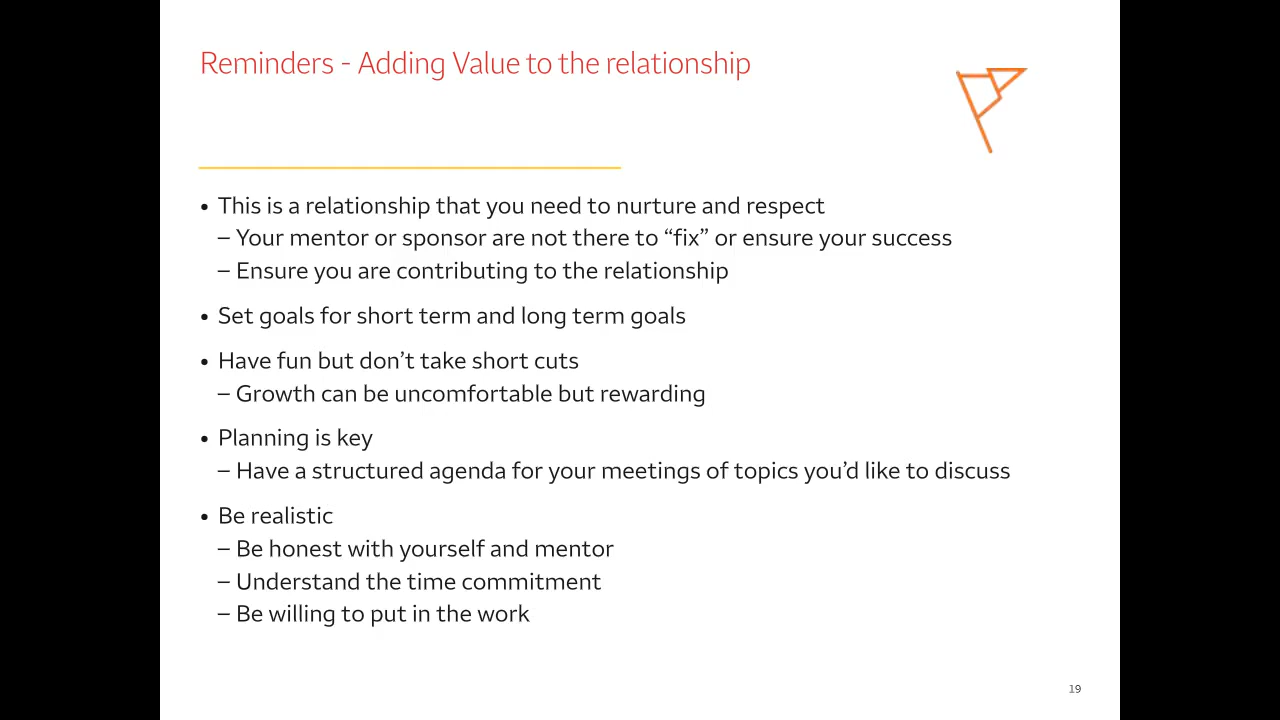 Reminders - Adding Value to the relationship
• This is a relationship that you need to nurture and respect
– Your mentor or sponsor are not there to “fix” or ensure your success
– Ensure you are contributing to the relationship
• Set goals for short term and long term goals
• Have fun but don’t take short cuts
– Growth can be uncomfortable but rewarding
• Planning is key
– Have a structured agenda for your meetings of topics you’d like to discuss
• Be realistic
– Be honest with yourself and mentor
– Understand the time commitment
– Be willing to put in the work
19